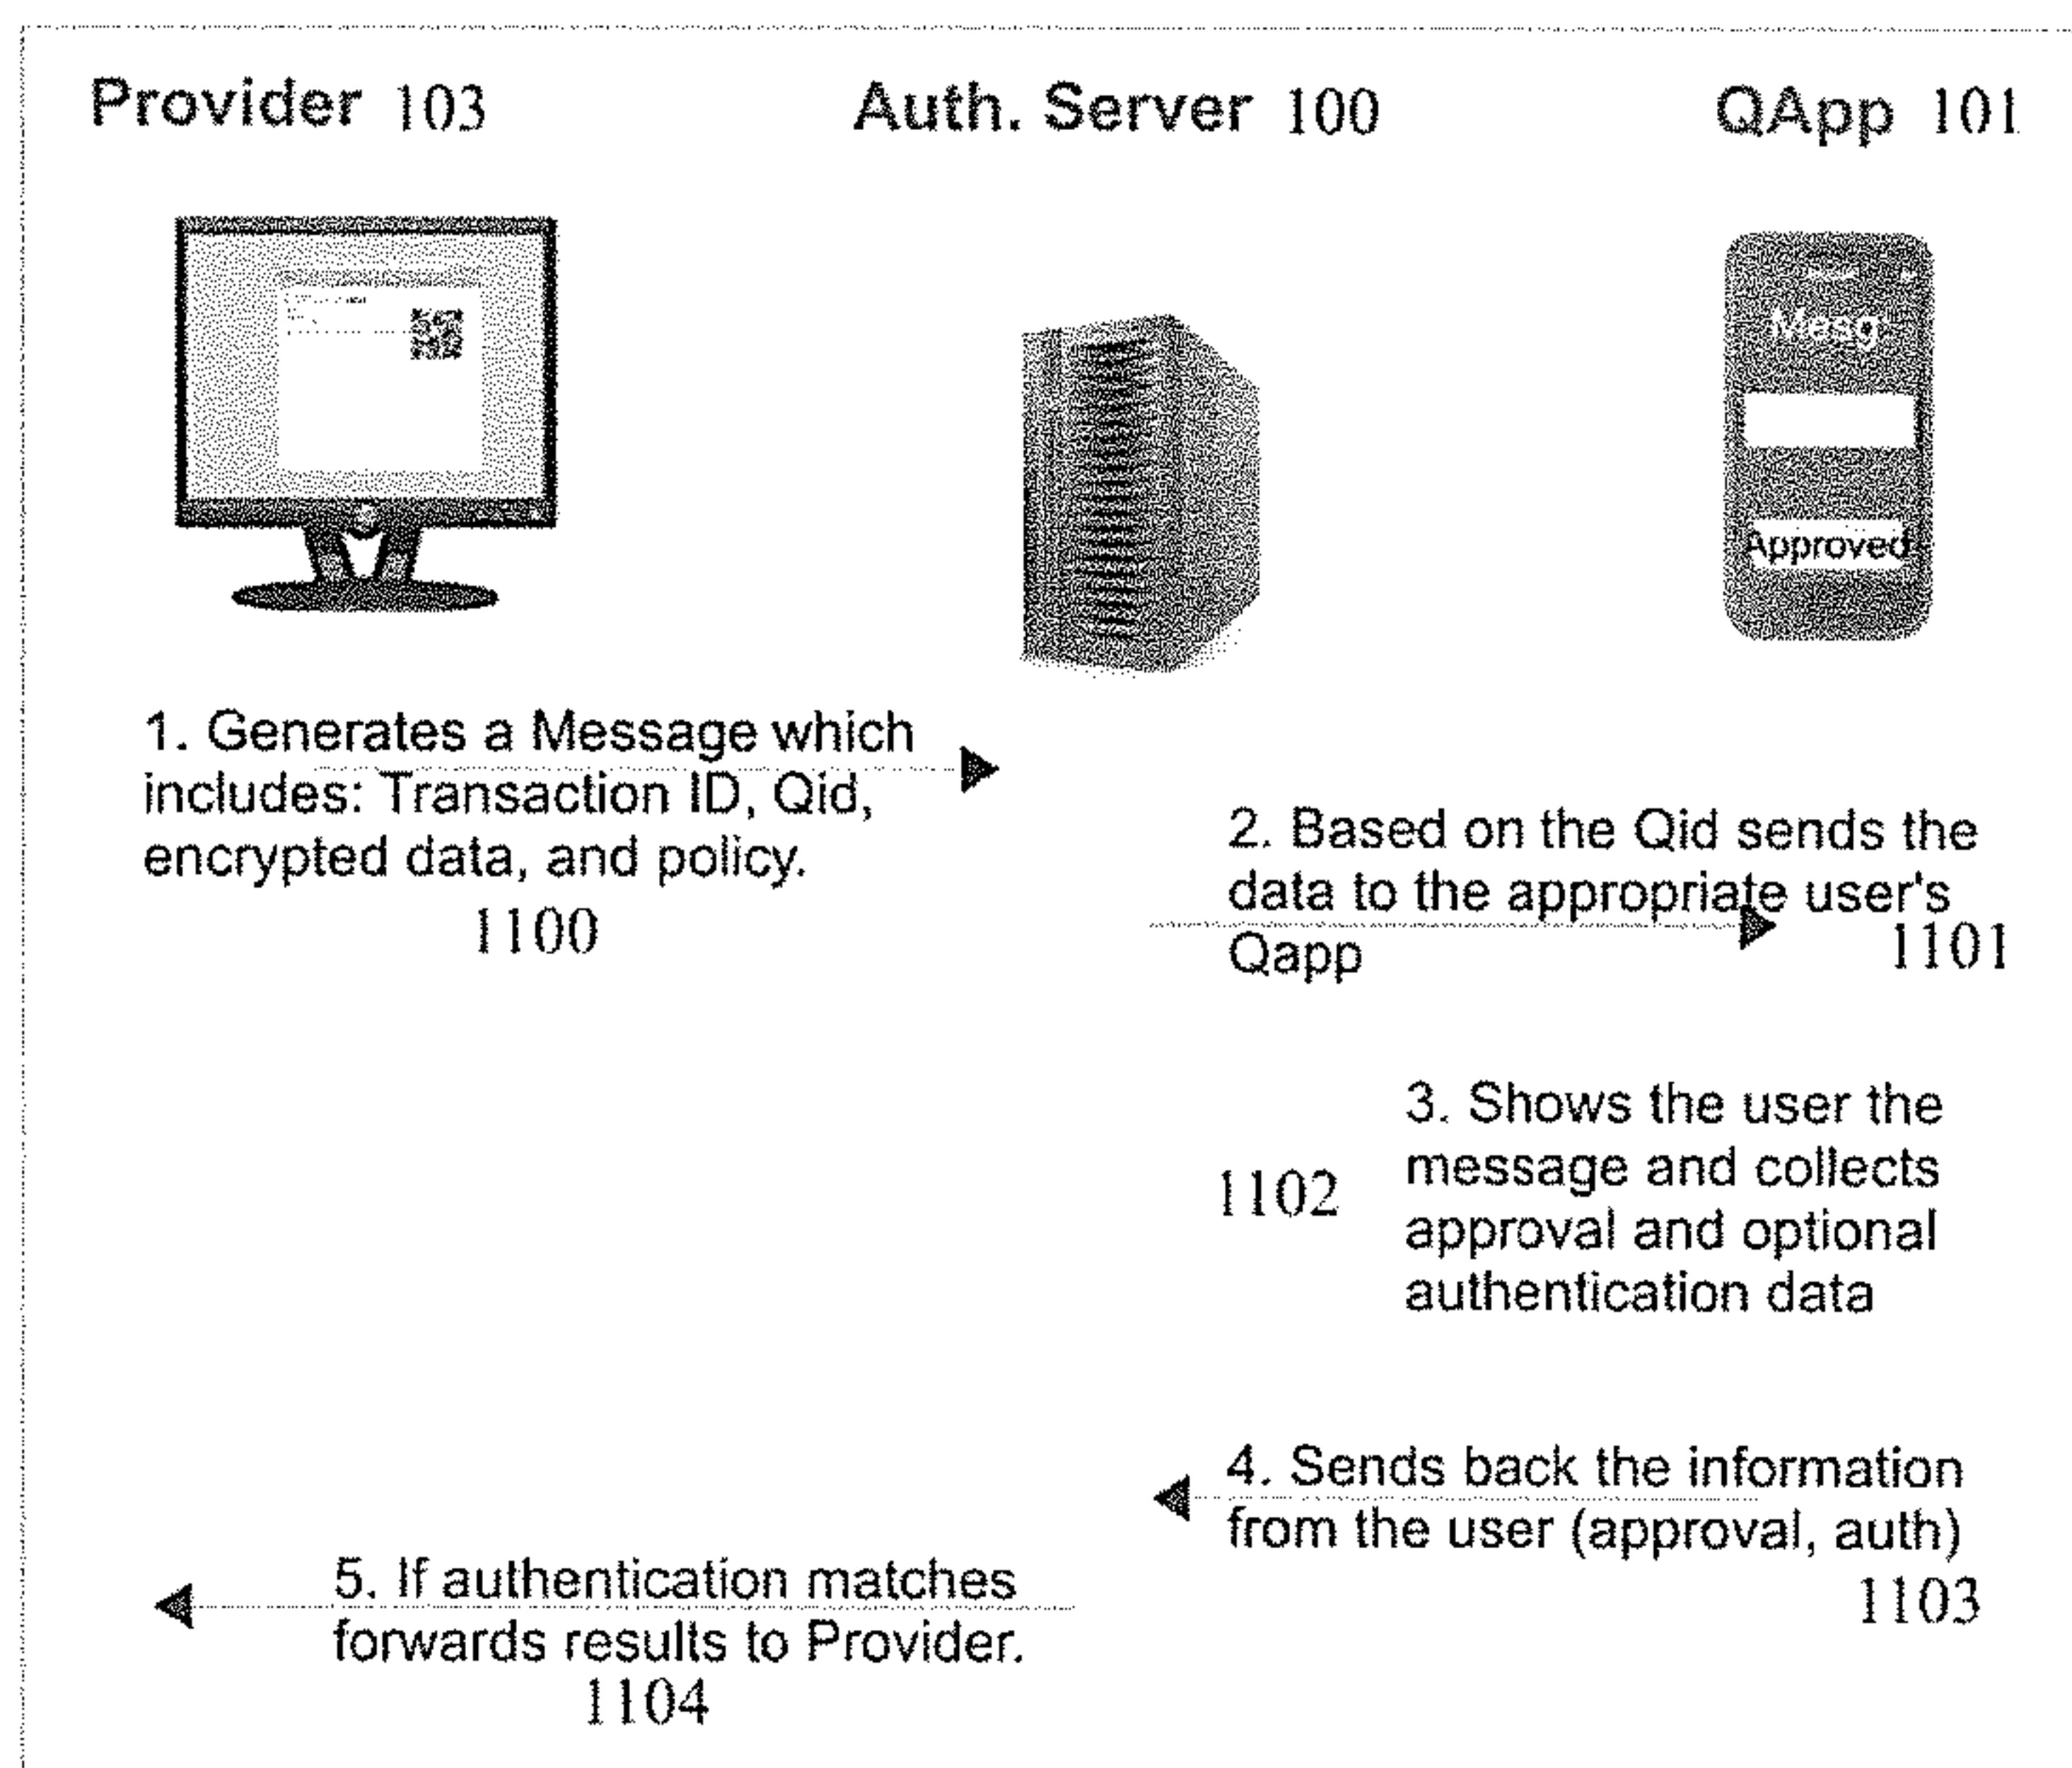 Provider 103
Auth. Server 100
QApp 101
Mesg
Approved
1. Generates a Message which
includes: Transaction ID, Qid,
encrypted data, and policy.
1100
2. Based on the Qid sends the
data to the appropriate user's
Qapp
1101
3. Shows the user the
message and collects
approval and optional
authentication data
1102
4. Sends back the information
from the user (approval, auth)
1103
5. If authentication matches
forwards results to Provider.
1104